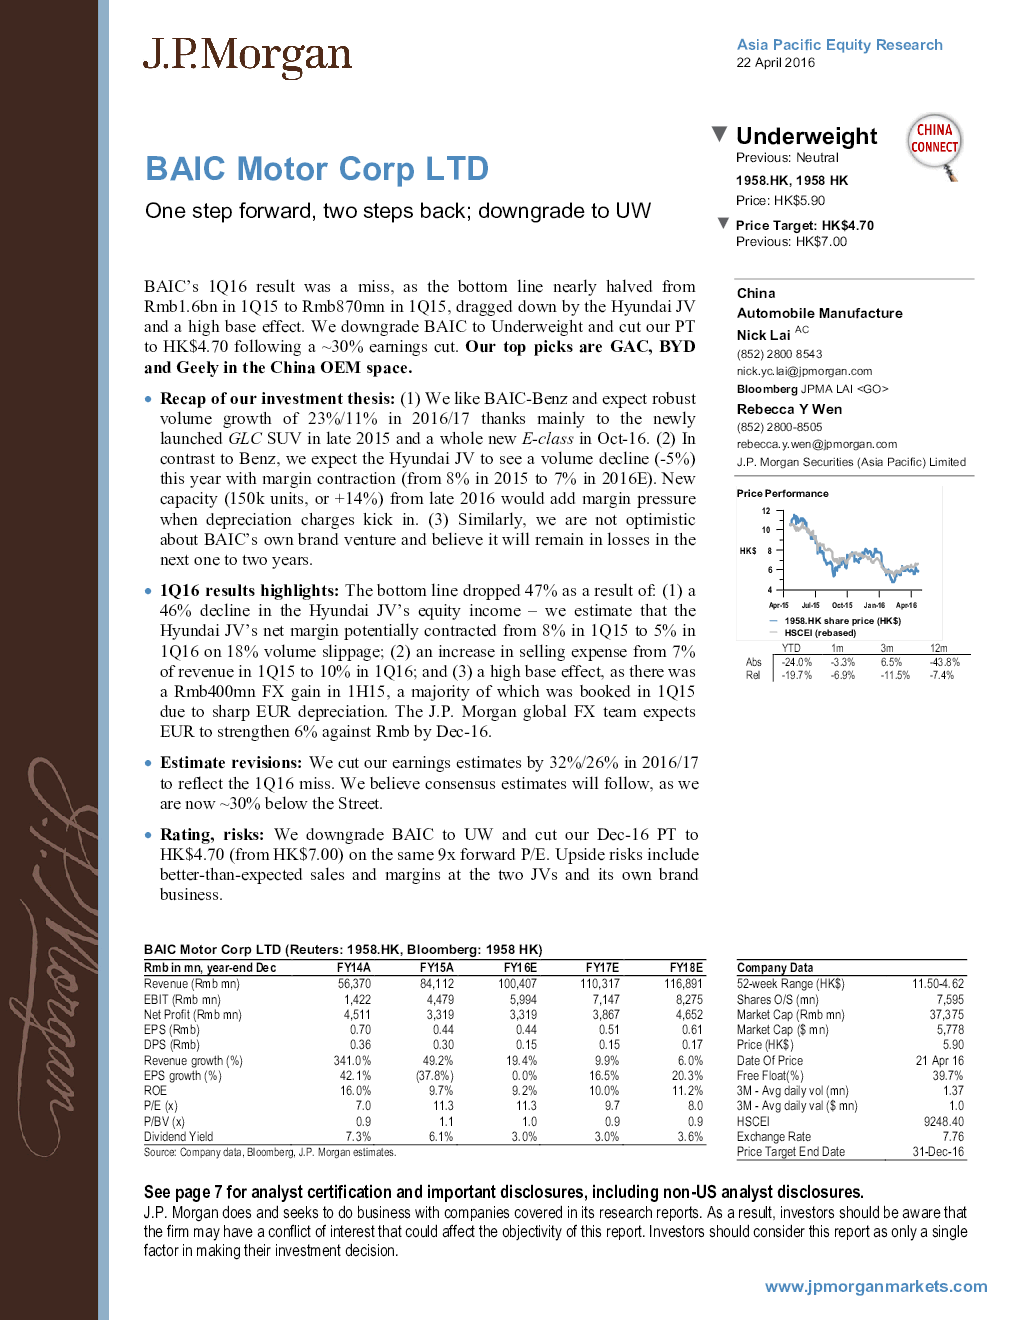 J.P.Morgan
Asia Pacific Equity Research
22 April 2016
BAIC Motor Corp LTD
One step forward, two steps back; downgrade to UW
Underweight
Previous: Neutral
1958.HK, 1958 HK
Price: HK$5.90
Price Target: HK$4.70
Previous: HK$7.00
CHINA
CONNECT
BAIC's 1Q16 result was a miss, as the bottom line nearly halved from
Rmb1.6bn in 1Q15 to Rmb870mn in 1Q15, dragged down by the Hyundai JV
and a high base effect. We downgrade BAIC to Underweight and cut our PT
to HK$4.70 following a ~30% earnings cut. Our top picks are GAC, BYD
and Geely in the China OEM space.
• Recap of our investment thesis: (1) We like BAIC-Benz and expect robust
volume growth of 23%/11% in 2016/17 thanks mainly to the newly
launched GLC SUV in late 2015 and a whole new E-class in Oct-16. (2) In
contrast to Benz, we expect the Hyundai JV to see a volume decline (-5%)
this year with margin contraction (from 8% in 2015 to 7% in 2016E). New
capacity (150k units, or +14%) from late 2016 would add margin pressure
when depreciation charges kick in. (3) Similarly, we are not optimistic
about BAIC's own brand venture and believe it will remain in losses in the
next one to two years.
• 1Q16 results highlights: The bottom line dropped 47% as a result of: (1) a
46% decline in the Hyundai JV's equity income – we estimate that the
Hyundai JV's net margin potentially contracted from 8% in 1Q15 to 5% in
1Q16 on 18% volume slippage; (2) an increase in selling expense from 7%
of revenue in 1Q15 to 10% in 1Q16; and (3) a high base effect, as there was
a Rmb400mn FX gain in 1H15, a majority of which was booked in 1Q15
due to sharp EUR depreciation. The J.P. Morgan global FX team expects
EUR to strengthen 6% against Rmb by Dec-16.
• Estimate revisions: We cut our earnings estimates by 32%/26% in 2016/17
to reflect the 1Q16 miss. We believe consensus estimates will follow, as we
are now ~30% below the Street.
• Rating, risks: We downgrade BAIC to UW and cut our Dec-16 PT to
HK$4.70 (from HK$7.00) on the same 9x forward P/E. Upside risks include
better-than-expected sales and margins at the two JVs and its own brand
business.
China
Automobile Manufacture
Nick Lai AC
(852) 2800 8543
nick.yc.lai@jpmorgan.com
Bloomberg JPMA LAI <GO>
Rebecca Y Wen
(852) 2800-8505
rebecca.y.wen@jpmorgan.com
J.P. Morgan Securities (Asia Pacific) Limited
Price Performance
12
10
HK$ 8
6
4
Apr-15 Jul-15 Oct-15 Jan-16 Apr-16
1958.HK share price (HK$)
HSCEI (rebased)
YTD 1m 3m 12m
Abs -24.0% -3.3% 6.5% -43.8%
Rel -19.7% -6.9% -11.5% -7.4%
BAIC Motor Corp LTD (Reuters: 1958.HK, Bloomberg: 1958 HK)
Rmb in mn, year-end Dec FY14A FY15A FY16E FY17E FY18E
Revenue (Rmb mn) 56,370 84,112 100,407 110,317 116,891
EBIT (Rmb mn) 1,422 4,479 5,994 7,147 8,275
Net Profit (Rmb mn) 4,511 3,319 3,319 3,867 4,652
EPS (Rmb) 0.70 0.44 0.44 0.51 0.61
DPS (Rmb) 0.36 0.30 0.15 0.15 0.17
Revenue growth (%) 341.0% 49.2% 19.4% 9.9% 6.0%
EPS growth (%) 42.1% (37.8%) 0.0% 16.5% 20.3%
ROE 16.0% 9.7% 9.2% 10.0% 11.2%
P/E (x) 7.0 11.3 11.3 9.7 8.0
P/BV (x) 0.9 1.1 1.0 0.9 0.9
Dividend Yield 7.3% 6.1% 3.0% 3.0% 3.6%
Source: Company data, Bloomberg, J.P. Morgan estimates.
Company Data
52-week Range (HK$) 11.50-4.62
Shares O/S (mn) 7,595
Market Cap (Rmb mn) 37,375
Market Cap ($ mn) 5,778
Price (HK$) 5.90
Date Of Price 21 Apr 16
Free Float(%) 39.7%
3M - Avg daily vol (mn) 1.37
3M - Avg daily val ($ mn) 1.0
HSCEI 9248.40
Exchange Rate 7.76
Price Target End Date 31-Dec-16
See page 7 for analyst certification and important disclosures, including non-US analyst disclosures.
J.P. Morgan does and seeks to do business with companies covered in its research reports. As a result, investors should be aware that
the firm may have a conflict of interest that could affect the objectivity of this report. Investors should consider this report as only a single
factor in making their investment decision.
www.jpmorganmarkets.com
J.P.Morgan